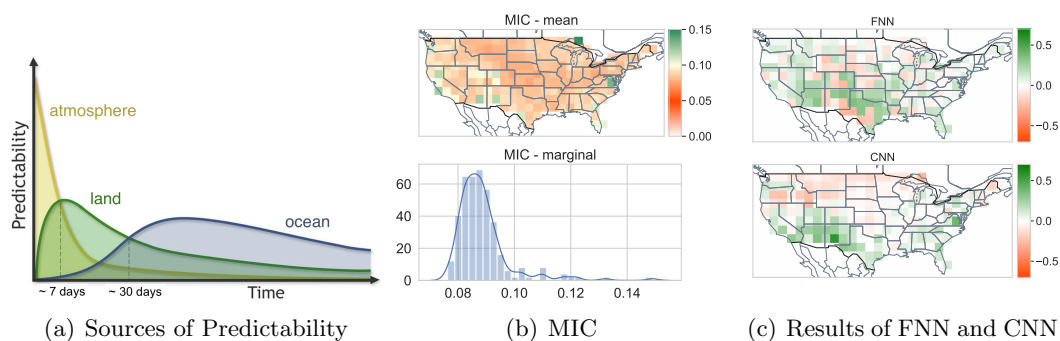 Predictability
atmosphere
land
ocean
~ 7 days
~ 30 days
Time
(a) Sources of Predictability
MIC - mean
0.15
0.10
0.05
0.00
MIC - marginal
60
40
20
0
0.08
0.10
0.12
0.14
(b) MIC
FNN
0.5
0.0
−0.5
CNN
0.5
0.0
−0.5
(c) Results of FNN and CNN